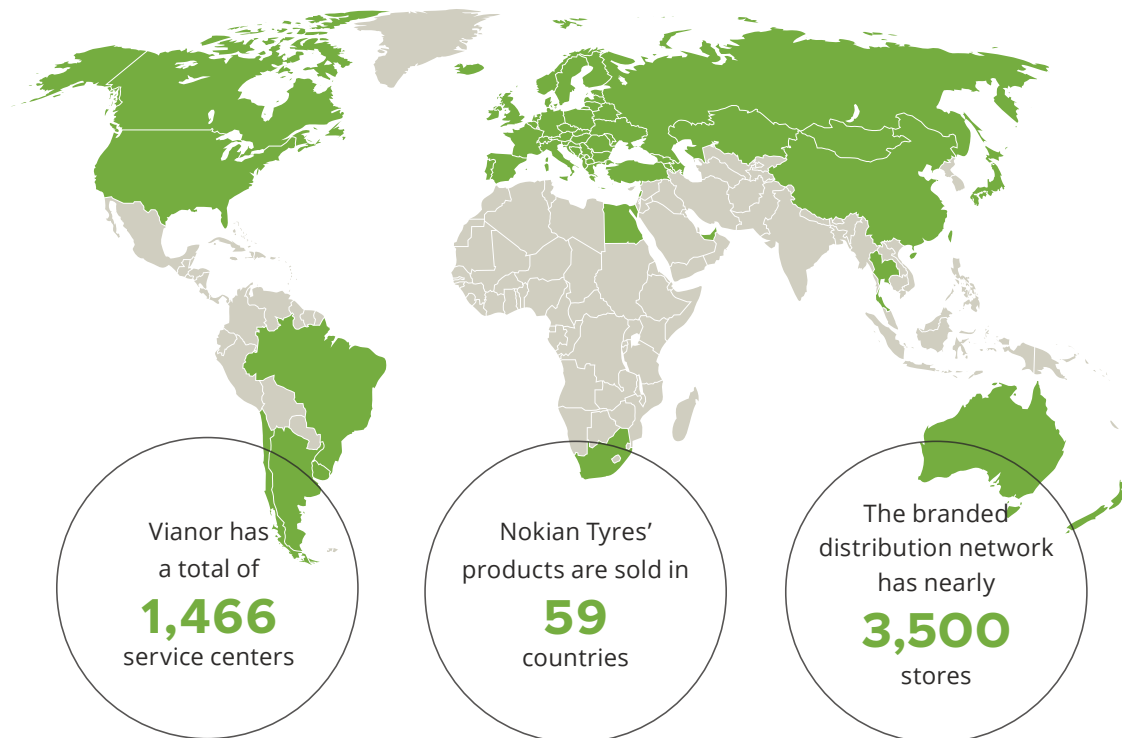 Vianor has
a total of
1,466
service centers
Nokian Tyres’
products are sold in
59
countries
The branded
distribution network
has nearly
3,500
stores